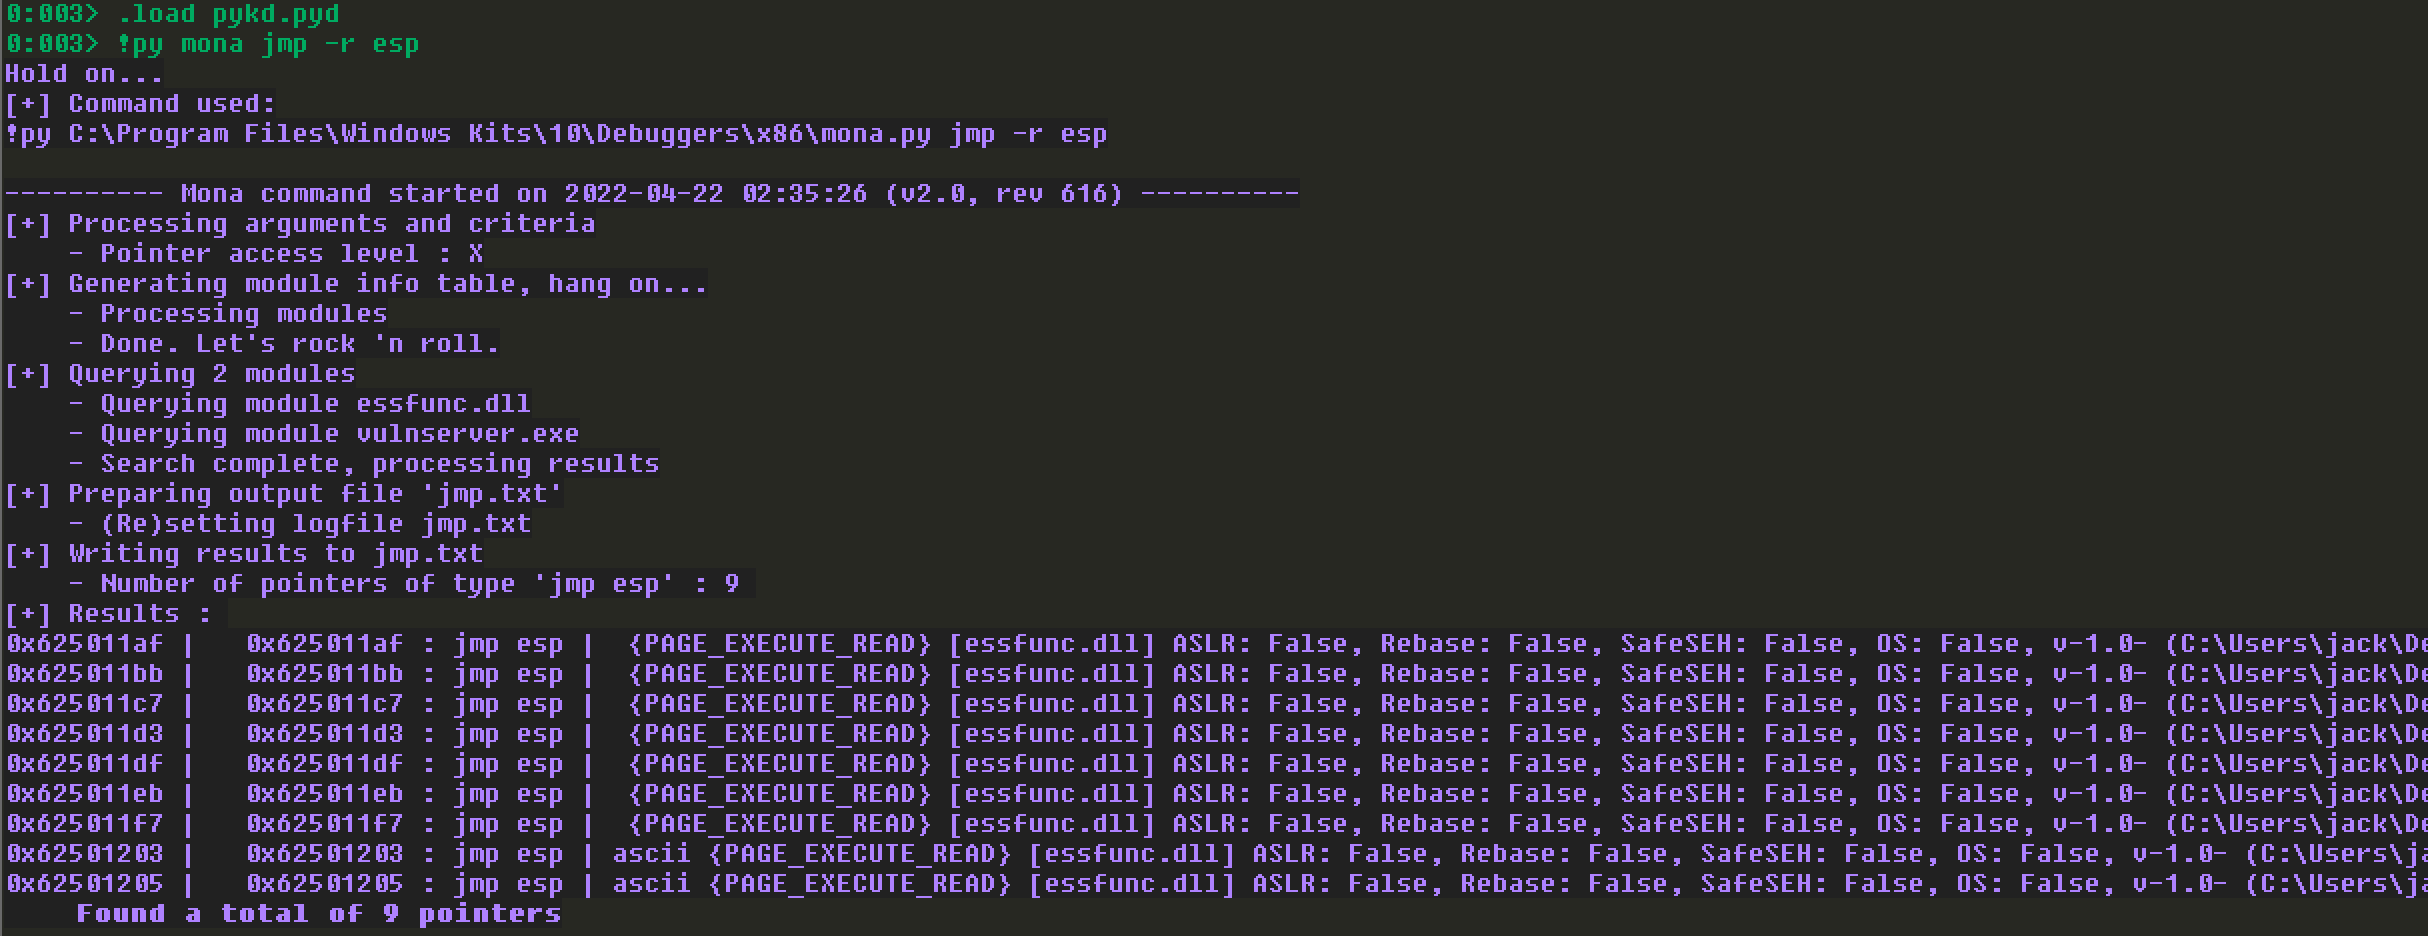 0:003> .load pykd.pyd
0:003> !py mona jmp -r esp
Hold on...
[+] Command used:
!py C:\Program Files\Windows Kits\10\Debuggers\x86\mona.py jmp -r esp
---------- Mona command started on 2022-04-22 02:35:26 (v2.0, rev 616) ----------
[+] Processing arguments and criteria
    - Pointer access level : X
[+] Generating module info table, hang on...
    - Processing modules
    - Done. Let's rock 'n roll.
[+] Querying 2 modules
    - Querying module essfunc.dll
    - Querying module vulnserver.exe
    - Search complete, processing results
[+] Preparing output file 'jmp.txt'
    - (Re)setting logfile jmp.txt
[+] Writing results to jmp.txt
    - Number of pointers of type 'jmp esp' : 9
[+] Results :
0x625011af |   0x625011af : jmp esp |  {PAGE_EXECUTE_READ} [essfunc.dll] ASLR: False, Rebase: False, SafeSEH: False, OS: False, v-1.0- (C:\Users\jack\De
0x625011bb |   0x625011bb : jmp esp |  {PAGE_EXECUTE_READ} [essfunc.dll] ASLR: False, Rebase: False, SafeSEH: False, OS: False, v-1.0- (C:\Users\jack\De
0x625011c7 |   0x625011c7 : jmp esp |  {PAGE_EXECUTE_READ} [essfunc.dll] ASLR: False, Rebase: False, SafeSEH: False, OS: False, v-1.0- (C:\Users\jack\De
0x625011d3 |   0x625011d3 : jmp esp |  {PAGE_EXECUTE_READ} [essfunc.dll] ASLR: False, Rebase: False, SafeSEH: False, OS: False, v-1.0- (C:\Users\jack\De
0x625011df |   0x625011df : jmp esp |  {PAGE_EXECUTE_READ} [essfunc.dll] ASLR: False, Rebase: False, SafeSEH: False, OS: False, v-1.0- (C:\Users\jack\De
0x625011eb |   0x625011eb : jmp esp |  {PAGE_EXECUTE_READ} [essfunc.dll] ASLR: False, Rebase: False, SafeSEH: False, OS: False, v-1.0- (C:\Users\jack\De
0x625011f7 |   0x625011f7 : jmp esp |  {PAGE_EXECUTE_READ} [essfunc.dll] ASLR: False, Rebase: False, SafeSEH: False, OS: False, v-1.0- (C:\Users\jack\De
0x62501203 |   0x62501203 : jmp esp | ascii {PAGE_EXECUTE_READ} [essfunc.dll] ASLR: False, Rebase: False, SafeSEH: False, OS: False, v-1.0- (C:\Users\ja
0x62501205 |   0x62501205 : jmp esp | ascii {PAGE_EXECUTE_READ} [essfunc.dll] ASLR: False, Rebase: False, SafeSEH: False, OS: False, v-1.0- (C:\Users\ja
    Found a total of 9 pointers